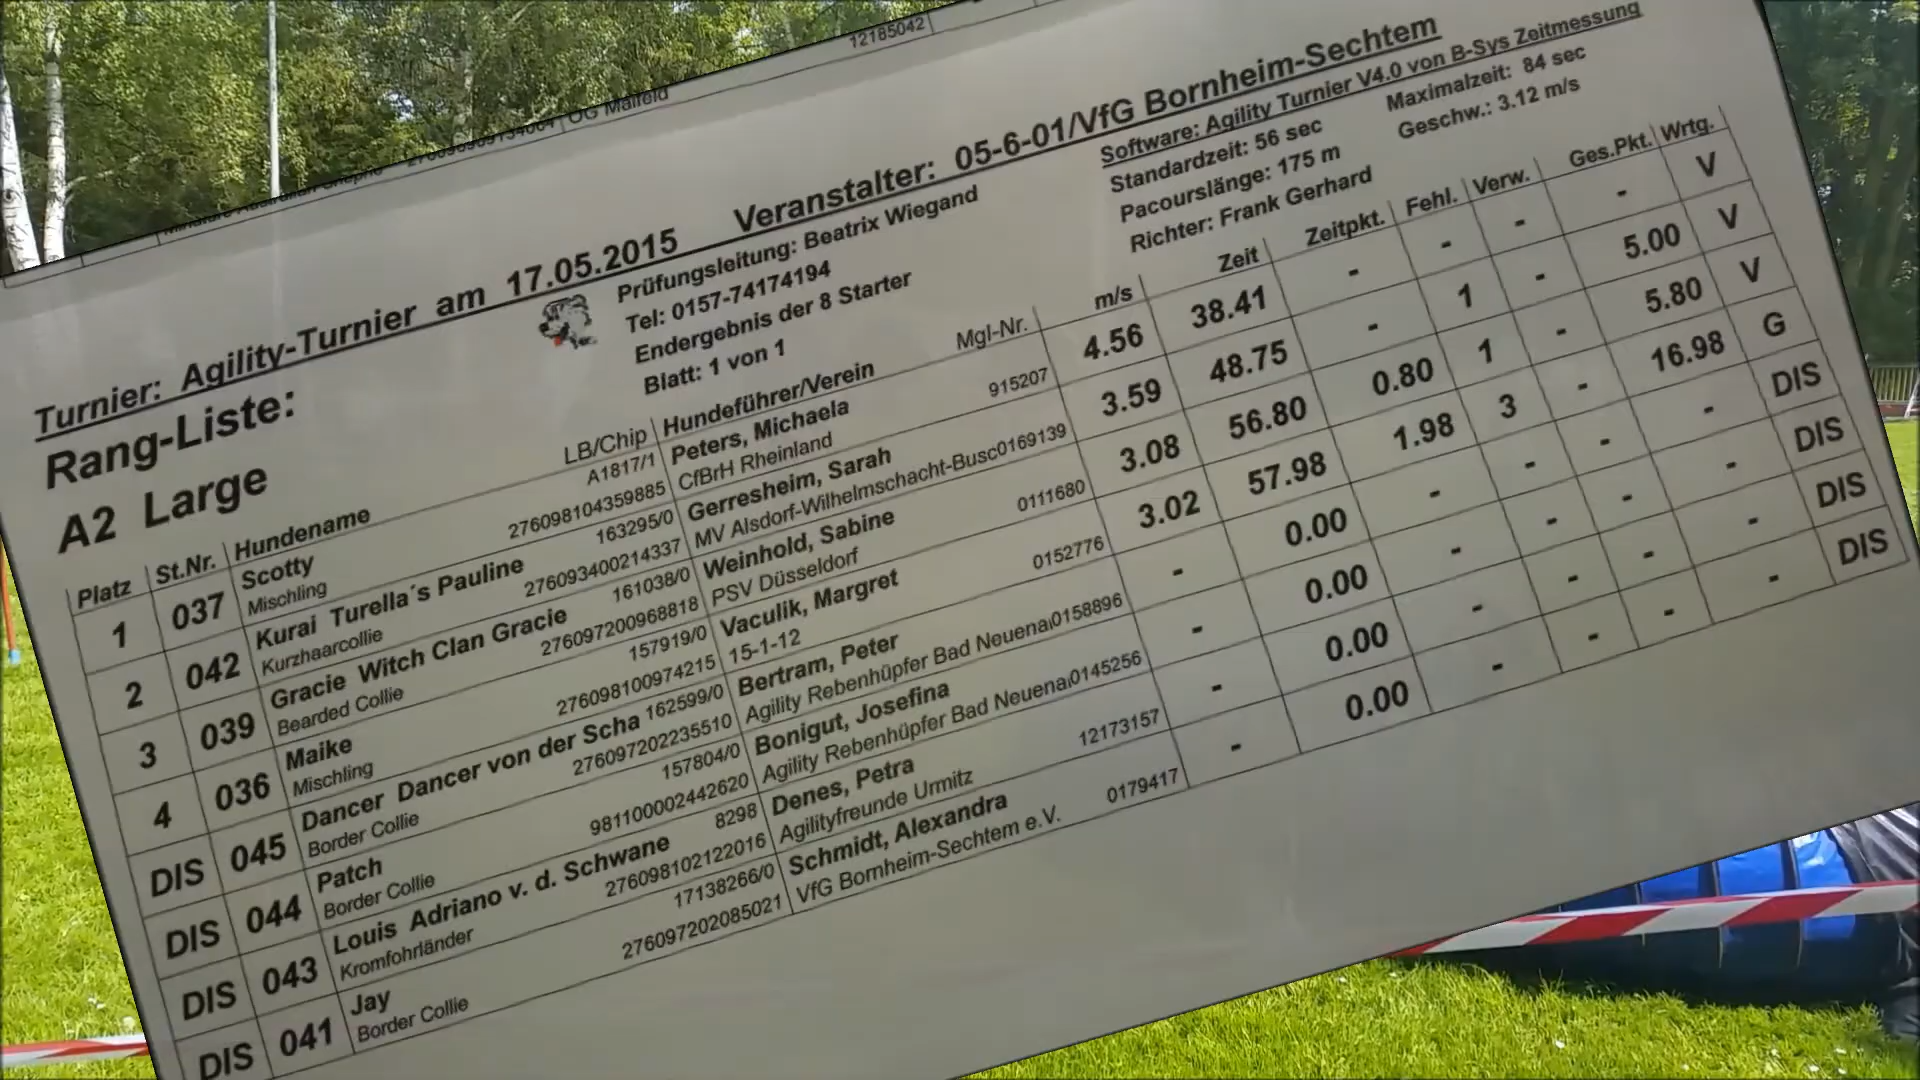 12185042
OG Maifeld
Turnier: Agility-Turnier am 17.05.2015 Veranstalter: 05-6-01/VfG Bornheim-Sechtem
Rang-Liste:
A2 Large
Prüfungsleitung: Beatrix Wiegand
Tel: 0157-74174194
Endergebnis der 8 Starter
Blatt: 1 von 1
Software: Agility Turnier V4.0 von B-Sys Zeitmessung
Standardzeit: 56 sec Maximalzeit: 84 sec
Pacourslänge: 175 m Geschw.: 3.12 m/s
Richter: Frank Gerhard
Platz St.Nr. Hundename LB/Chip Hundeführer/Verein Mgl-Nr. m/s Zeit Zeitpkt. Fehl. Verw. Ges.Pkt. Wrtg.
1 037 Scotty A1817/1 Peters, Michaela 915207 4.56 38.41 - - - - V
Mischling 276098104359885 CfBrH Rheinland
2 042 Kurai Turella´s Pauline 163295/0 Gerresheim, Sarah 3.59 48.75 - 1 - 5.00 V
Kurzhaarcollie 276093400214337 MV Alsdorf-Wilhelmschacht-Busc0169139
3 039 Gracie Witch Clan Gracie 161038/0 Weinhold, Sabine 0111680 3.08 56.80 0.80 1 - 5.80 V
Bearded Collie 276097200968818 PSV Düsseldorf
4 036 Maike 157919/0 Vaculik, Margret 0152776 3.02 57.98 1.98 3 - 16.98 G
Mischling 276098100974215 15-1-12
DIS 045 Dancer Dancer von der Scha 162599/0 Bertram, Peter - 0.00 - - - - DIS
Border Collie 276097202235510 Agility Rebenhüpfer Bad Neuena0158896
DIS 044 Patch 157804/0 Bonigut, Josefina - 0.00 - - - - DIS
Border Collie 981100002442620 Agility Rebenhüpfer Bad Neuena0145256
DIS 043 Louis Adriano v. d. Schwane 8298 Denes, Petra 12173157 - 0.00 - - - - DIS
Kromfohrländer 276098102122016 Agilityfreunde Urmitz
DIS 041 Jay 17138266/0 Schmidt, Alexandra 0179417 - 0.00 - - - - DIS
Border Collie 276097202085021 VfG Bornheim-Sechtem e.V.